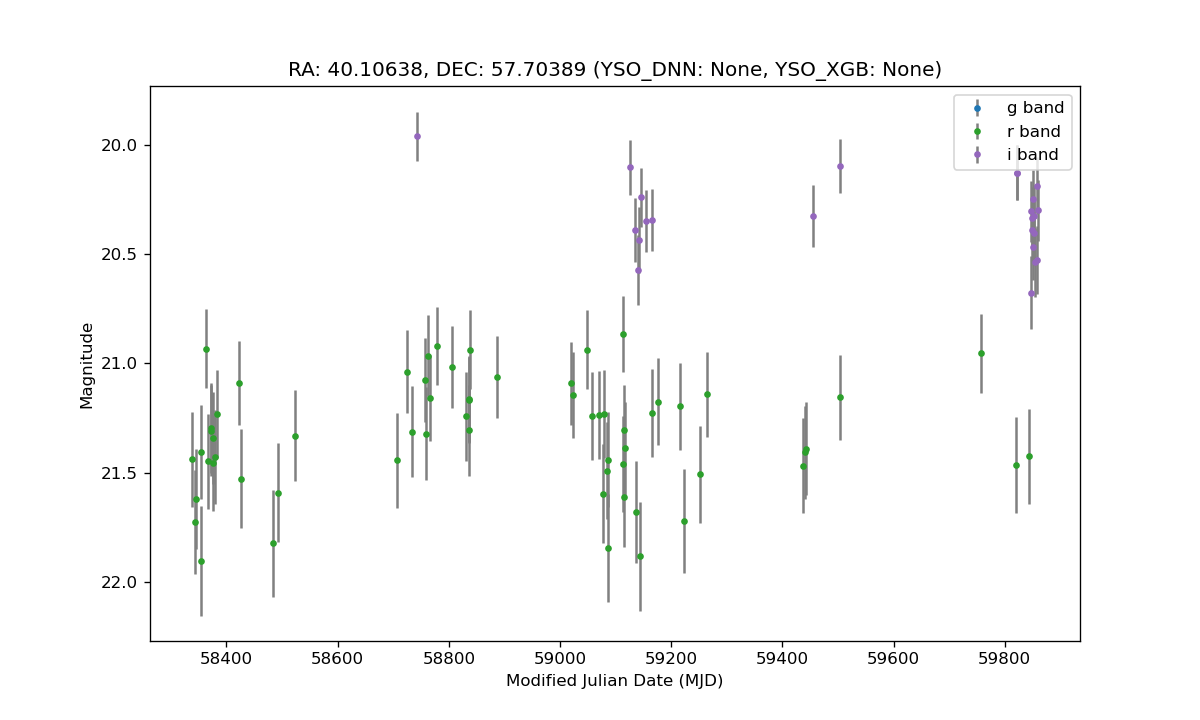 RA: 40.10638, DEC: 57.70389 (YSO_DNN: None, YSO_XGB: None)
g band
r band
i band
20.0
20.5
21.0
21.5
22.0
Magnitude
58400
58600
58800
59000
59200
59400
59600
59800
Modified Julian Date (MJD)